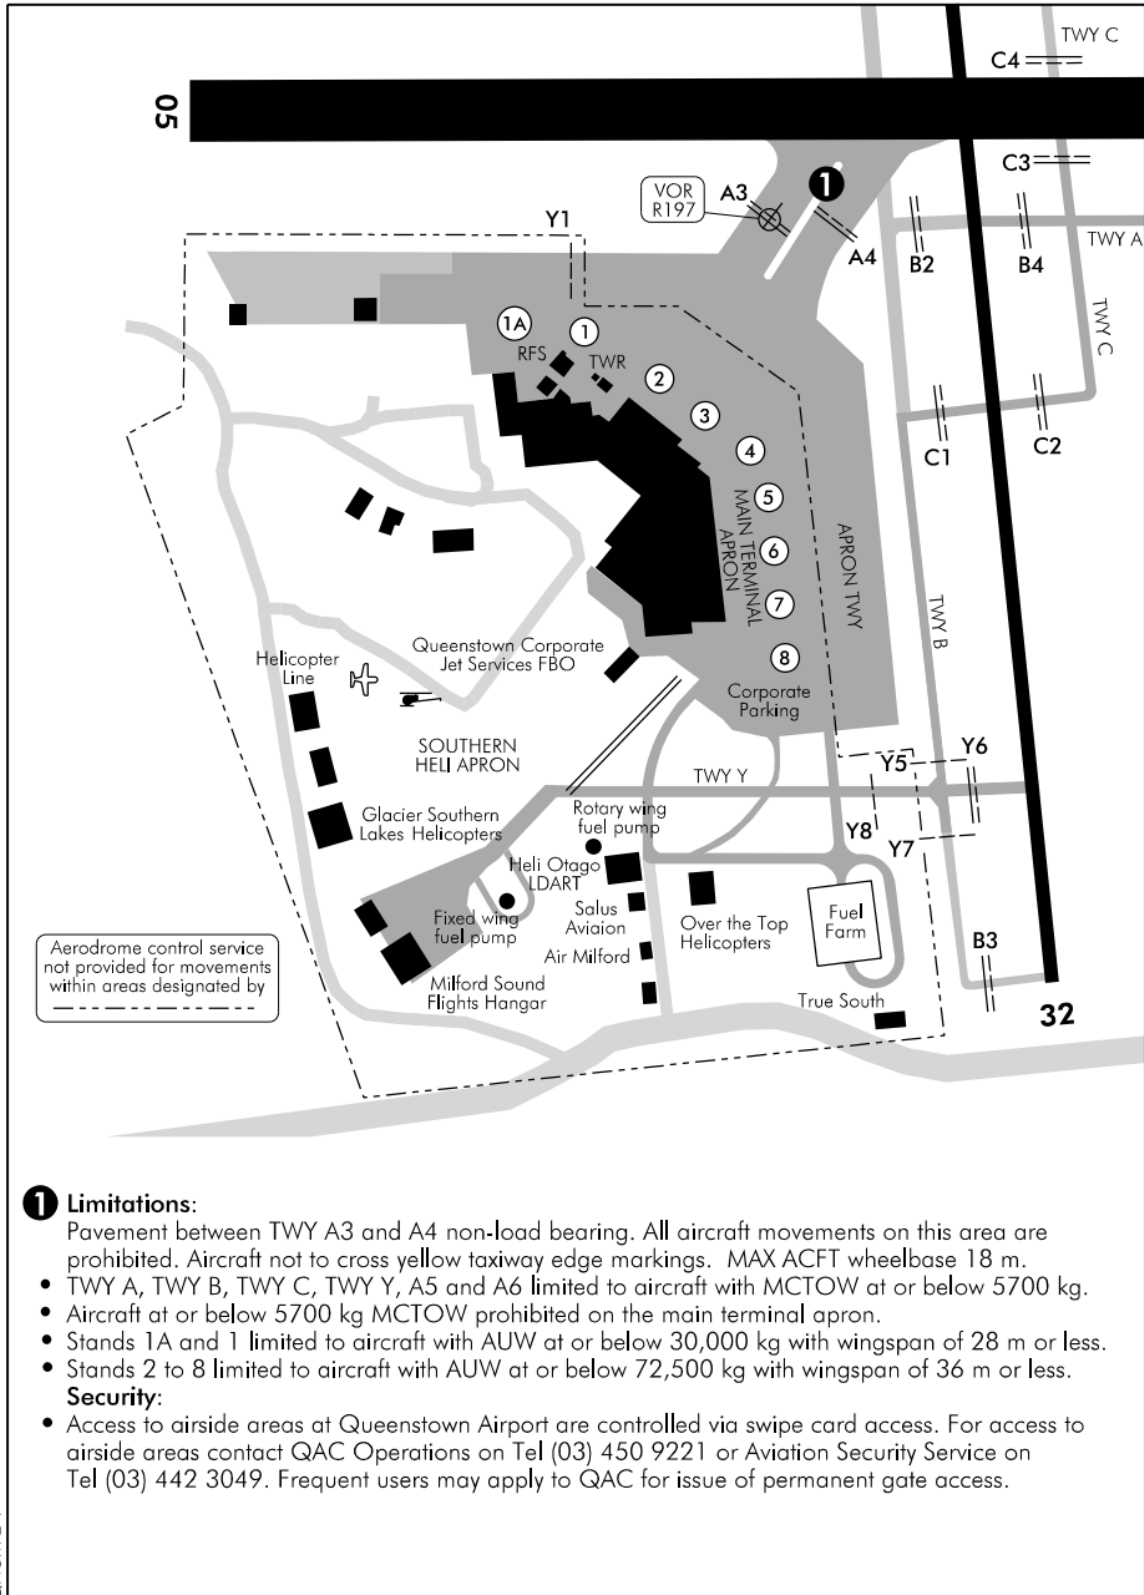 TWY C
C4
05
C3
VOR
R197
A3
1
Y1
A4
B2
B4
TWY A
1A
1
RFS
TWR
2
3
4
TWY C
C1
C2
5
6
7
8
MAIN TERMINAL
APRON
APRON TWY
TWY B
Queenstown Corporate
Jet Services FBO
Helicopter
Line
Corporate
Parking
SOUTHERN
HELI APRON
TWY Y
Y5
Y6
Glacier Southern
Lakes Helicopters
Rotary wing
fuel pump
Y8
Y7
Heli Otago
LDART
Fixed wing
fuel pump
Salus
Aviaion
Over the Top
Helicopters
Fuel
Farm
Air Milford
B3
Aerodrome control service
not provided for movements
within areas designated by
Milford Sound
Flights Hangar
True South
32
1 Limitations:
Pavement between TWY A3 and A4 non-load bearing. All aircraft movements on this area are
prohibited. Aircraft not to cross yellow taxiway edge markings. MAX ACFT wheelbase 18 m.
• TWY A, TWY B, TWY C, TWY Y, A5 and A6 limited to aircraft with MCTOW at or below 5700 kg.
• Aircraft at or below 5700 kg MCTOW prohibited on the main terminal apron.
• Stands 1A and 1 limited to aircraft with AUW at or below 30,000 kg with wingspan of 28 m or less.
• Stands 2 to 8 limited to aircraft with AUW at or below 72,500 kg with wingspan of 36 m or less.
Security:
• Access to airside areas at Queenstown Airport are controlled via swipe card access. For access to
airside areas contact QAC Operations on Tel (03) 450 9221 or Aviation Security Service on
Tel (03) 442 3049. Frequent users may apply to QAC for issue of permanent gate access.